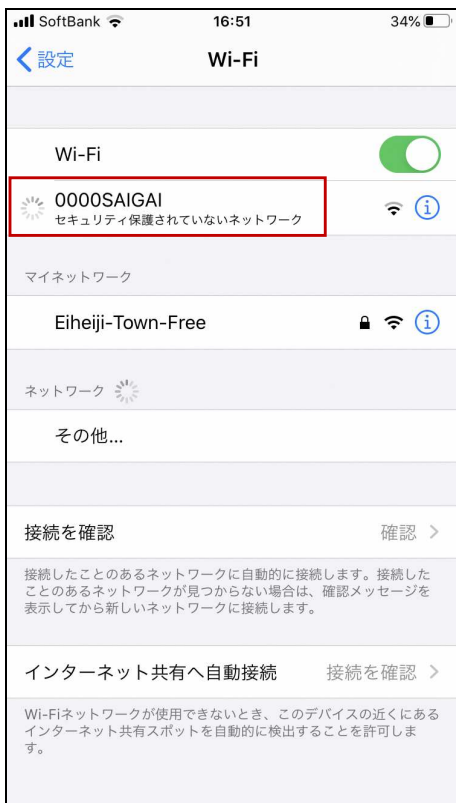 SoftBank 16:51 34%
設定 Wi-Fi
Wi-Fi
0000SAIGAI
セキュリティ保護されていないネットワーク
マイネットワーク
Eiheiji-Town-Free
ネットワーク
その他...
接続を確認 確認
接続したことのあるネットワークに自動的に接続します。接続した
ことのあるネットワークが見つからない場合は、確認メッセージを
表示してから新しいネットワークに接続します。
インターネット共有へ自動接続 接続を確認
Wi-Fiネットワークが使用できないとき、このデバイスの近くにある
インターネット共有スポットを自動的に検出することを許可しま
す。